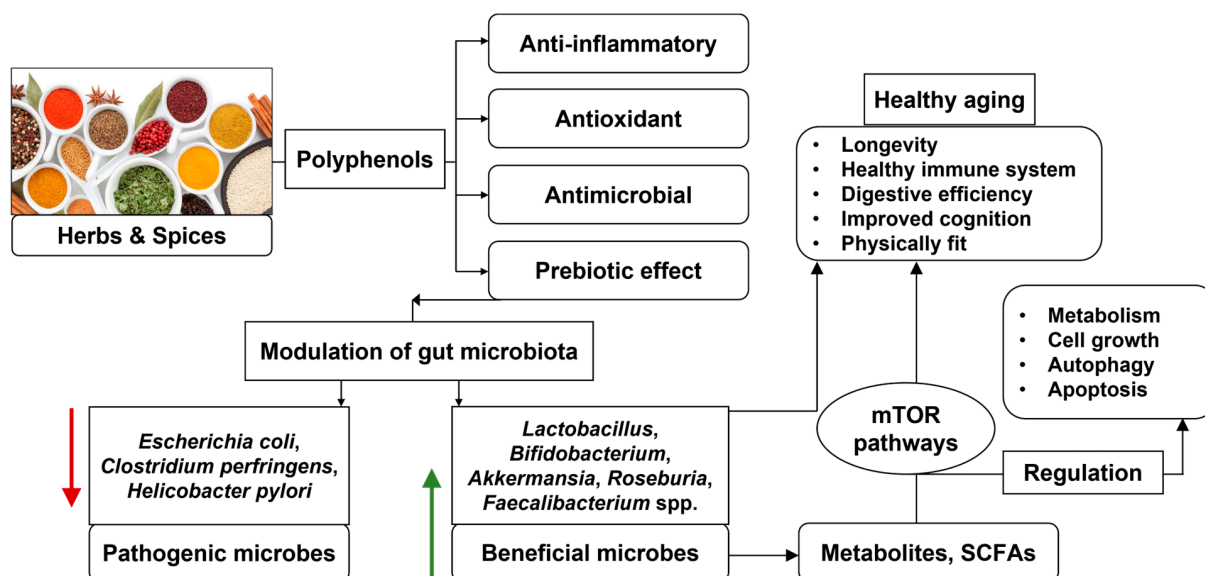 Herbs & Spices
Polyphenols
Anti-inflammatory
Antioxidant
Antimicrobial
Prebiotic effect
Modulation of gut microbiota
Escherichia coli,
Clostridium perfringens,
Helicobacter pylori
Pathogenic microbes
Lactobacillus,
Bifidobacterium,
Akkermansia, Roseburia,
Faecalibacterium spp.
Beneficial microbes
Metabolites, SCFAs
mTOR
pathways
Regulation
• Metabolism
• Cell growth
• Autophagy
• Apoptosis
Healthy aging
• Longevity
• Healthy immune system
• Digestive efficiency
• Improved cognition
• Physically fit